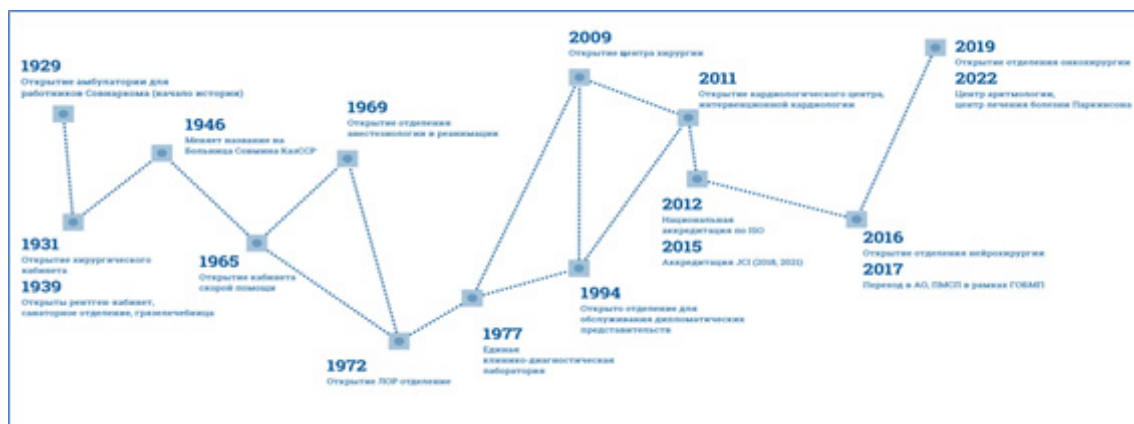 1929
Открытие амбулатории для
работников Совнаркома (начало истории)
1931
Открытие хирургического
кабинета
1939
Открыты рентген-кабинет,
санаторное отделение, грязелечебница
1946
Меняет название на
Больница Совмина КазССР
1965
Открытие кабинета
скорой помощи
1969
Открытие отделения
анестезиологии и реанимации
1972
Открытие ЛОР отделение
1977
Единая
клинико-диагностическая
лаборатория
1994
Открыто отделение для
обслуживания дипломатических
представительств
2009
Открытие центра хирургии
2011
Открытие кардиологического центра,
интервенционной кардиологии
2012
Национальная
аккредитация по ISO
2015
Аккредитация JCI (2018, 2021)
2016
Открытие отделения нейрохирургии
2017
Переход в АО, ПМСП в рамках ГОБМП
2019
Открытие отделения онкохирургии
2022
Центр аритмологии,
центр лечения болезни Паркинсона